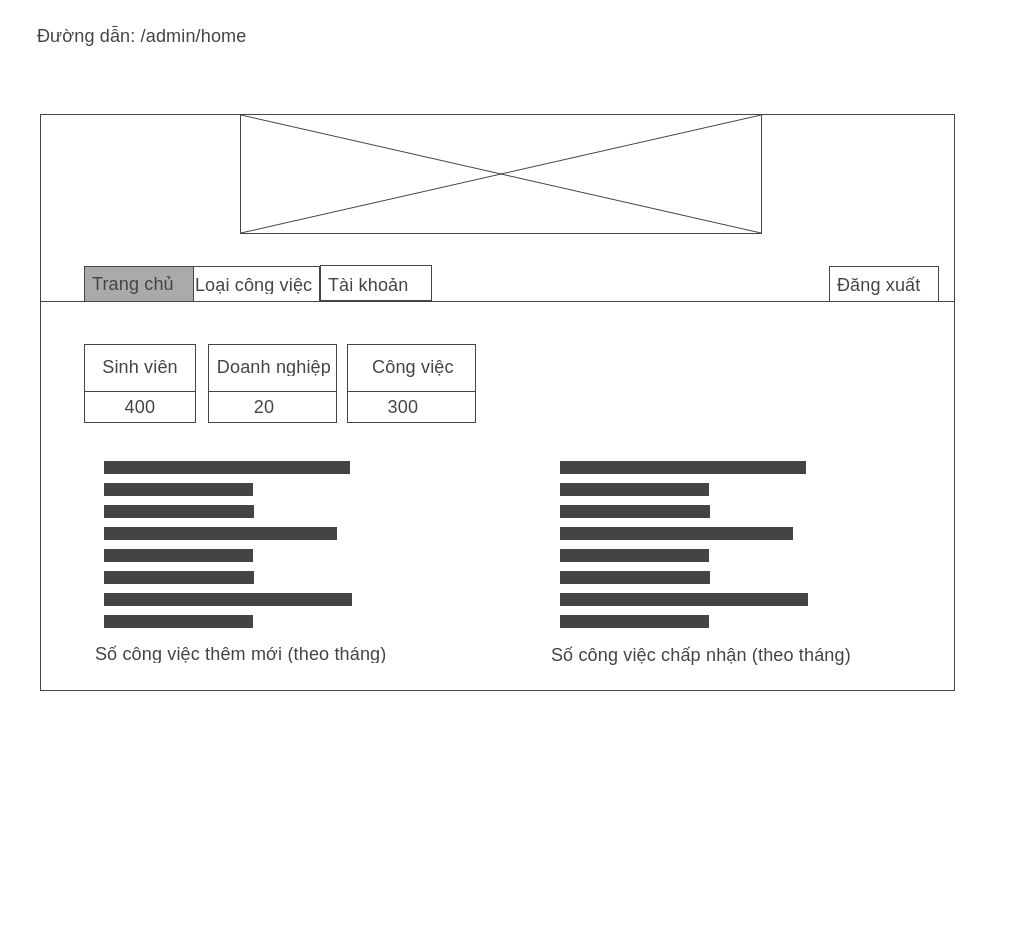 Đường dẫn: /admin/home
Trang chủ
Loại công việc
Tài khoản
Đăng xuất
Sinh viên
Doanh nghiệp
Công việc
400
20
300
Số công việc thêm mới (theo tháng)
Số công việc chấp nhận (theo tháng)